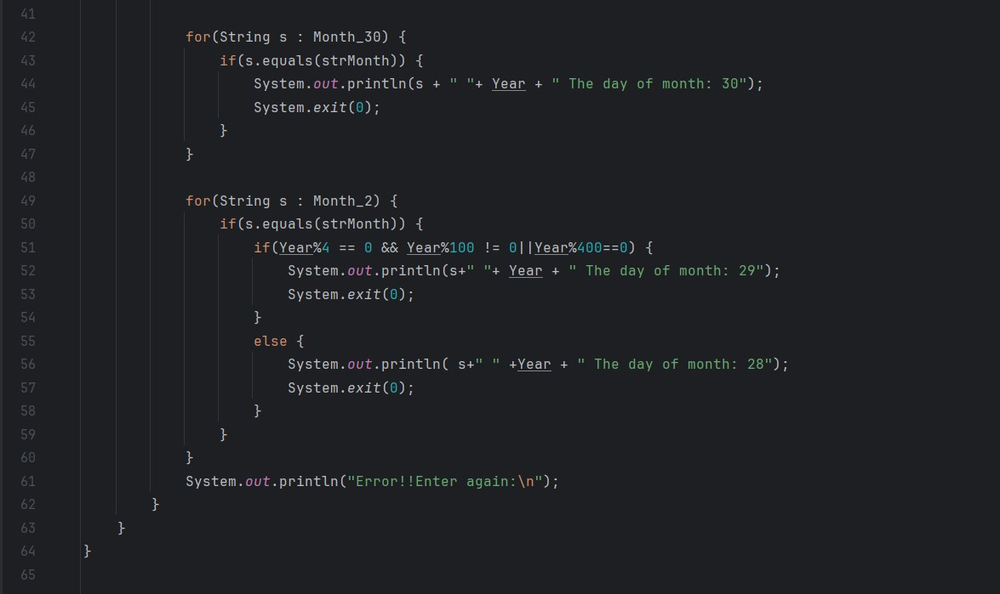 41
42 for(String s : Month_30) {
43 if(s.equals(strMonth)) {
44 System.out.println(s + " "+ Year + " The day of month: 30");
45 System.exit(0);
46 }
47 }
48
49 for(String s : Month_2) {
50 if(s.equals(strMonth)) {
51 if(Year%4 == 0 && Year%100 != 0||Year%400==0) {
52 System.out.println(s+" "+ Year + " The day of month: 29");
53 System.exit(0);
54 }
55 else {
56 System.out.println( s+" " +Year + " The day of month: 28");
57 System.exit(0);
58 }
59 }
60 }
61 System.out.println("Error!!Enter again:\n");
62 }
63 }
64 }
65